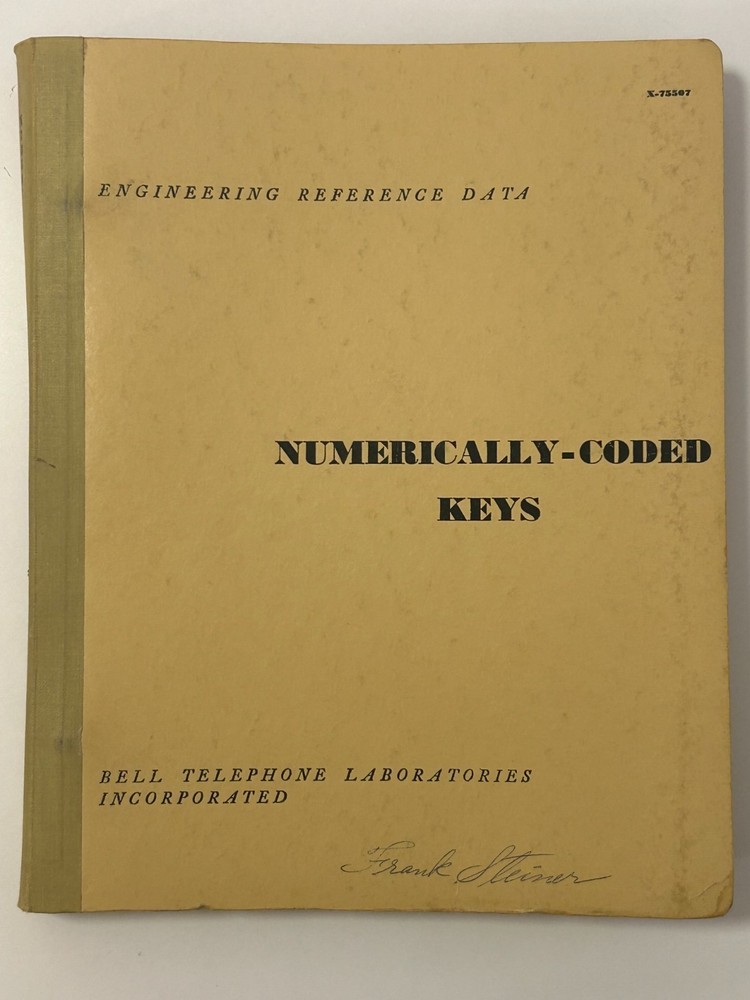 X-75507
ENGINEERING REFERENCE DATA
NUMERICALLY-CODED
KEYS
BELL TELEPHONE LABORATORIES
INCORPORATED
Frank Steiner